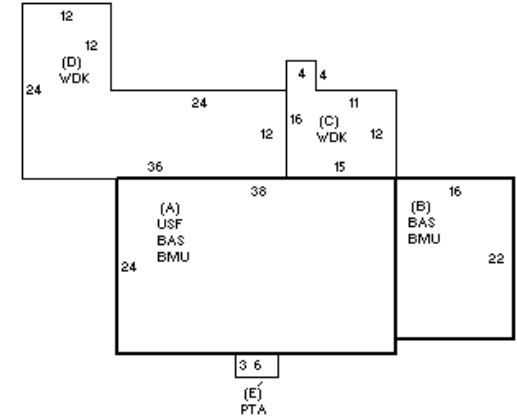 12
12
(D)
WDK
24
24
12
36
4
4
11
16
(C)
WDK
12
15
38
(A)
USF
BAS
BMU
24
16
(B)
BAS
BMU
22
3 6
(E)
PTA